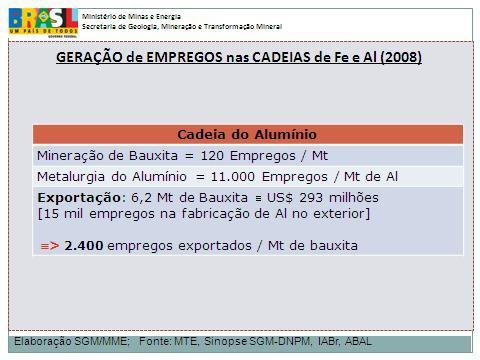 BRASIL
UM PAÍS DE TODOS
GOVERNO FEDERAL
Ministério de Minas e Energia
Secretaria de Geologia, Mineração e Transformação Mineral
GERAÇÃO de EMPREGOS nas CADEIAS de Fe e Al (2008)
Cadeia do Alumínio
Mineração de Bauxita = 120 Empregos / Mt
Metalurgia do Alumínio = 11.000 Empregos / Mt de Al
Exportação: 6,2 Mt de Bauxita ≡ US$ 293 milhões
[15 mil empregos na fabricação de Al no exterior]
≡> 2.400 empregos exportados / Mt de bauxita
Elaboração SGM/MME; Fonte: MTE, Sinopse SGM-DNPM, IABr, ABAL